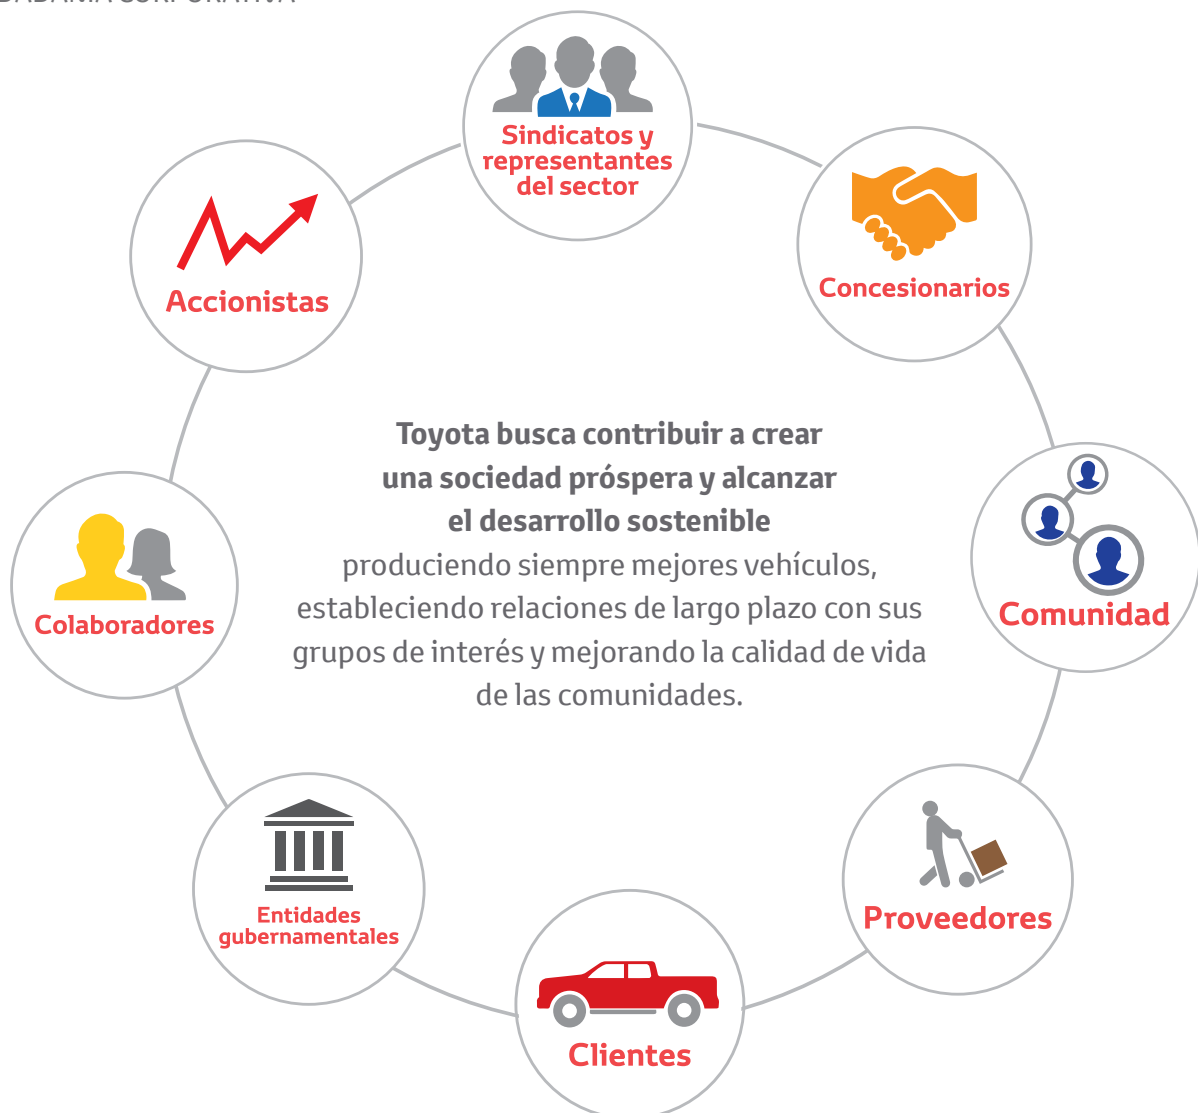 Sindicatos y
representantes
del sector
Accionistas
Concesionarios
Toyota busca contribuir a crear
una sociedad próspera y alcanzar
el desarrollo sostenible
produciendo siempre mejores vehículos,
estableciendo relaciones de largo plazo con sus
grupos de interés y mejorando la calidad de vida
de las comunidades.
Colaboradores
Comunidad
Entidades
gubernamentales
Proveedores
Clientes